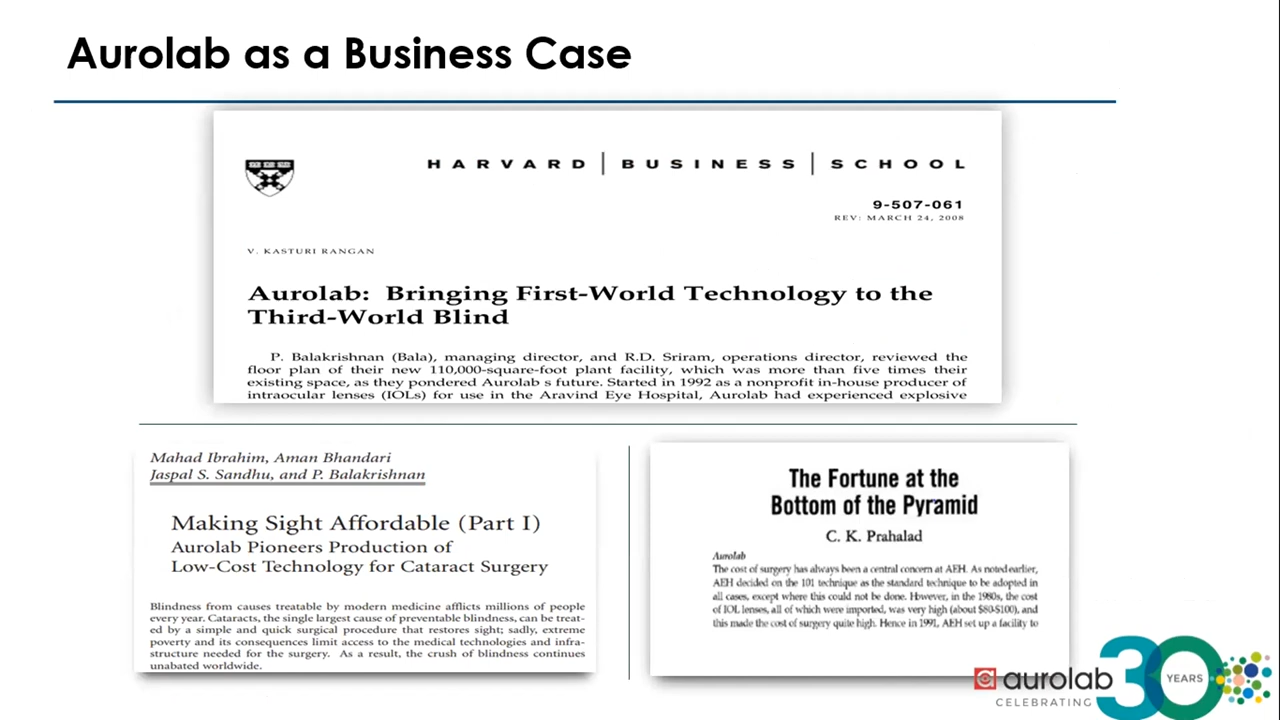 Aurolab as a Business Case
HARVARD | BUSINESS | SCHOOL
9-507-061
REV: MARCH 24, 2008
V. KASTURI RANGAN
Aurolab: Bringing First-World Technology to the
Third-World Blind
P. Balakrishnan (Bala), managing director, and R.D. Sriram, operations director, reviewed the
floor plan of their new 110,000-square-foot plant facility, which was more than five times their
existing space, as they pondered Aurolab s future. Started in 1992 as a nonprofit in-house producer of
intraocular lenses (IOLs) for use in the Aravind Eye Hospital, Aurolab had experienced explosive
Mahad Ibrahim, Aman Bhandari
Jaspal S. Sandhu, and P. Balakrishnan
Making Sight Affordable (Part I)
Aurolab Pioneers Production of
Low-Cost Technology for Cataract Surgery
Blindness from causes treatable by modern medicine afflicts millions of people
every year. Cataracts, the single largest cause of preventable blindness, can be treat-
ed by a simple and quick surgical procedure that restores sight; sadly, extreme
poverty and its consequences limit access to the medical technologies and infra-
structure needed for the surgery. As a result, the crush of blindness continues
unabated worldwide.
The Fortune at the
Bottom of the Pyramid
C. K. Prahalad
Aurolab
The cost of surgery has always been a central concern at AEH. As noted earlier,
AEH decided on the 101 technique as the standard technique to be adopted in
all cases, except where this could not be done. However, in the 1980s, the cost
of IOL lenses, all of which were imported, was very high (about $80-$100), and
this made the cost of surgery quite high. Hence in 1991, AEH set up a facility to
aurolab
CELEBRATING
30
YEARS